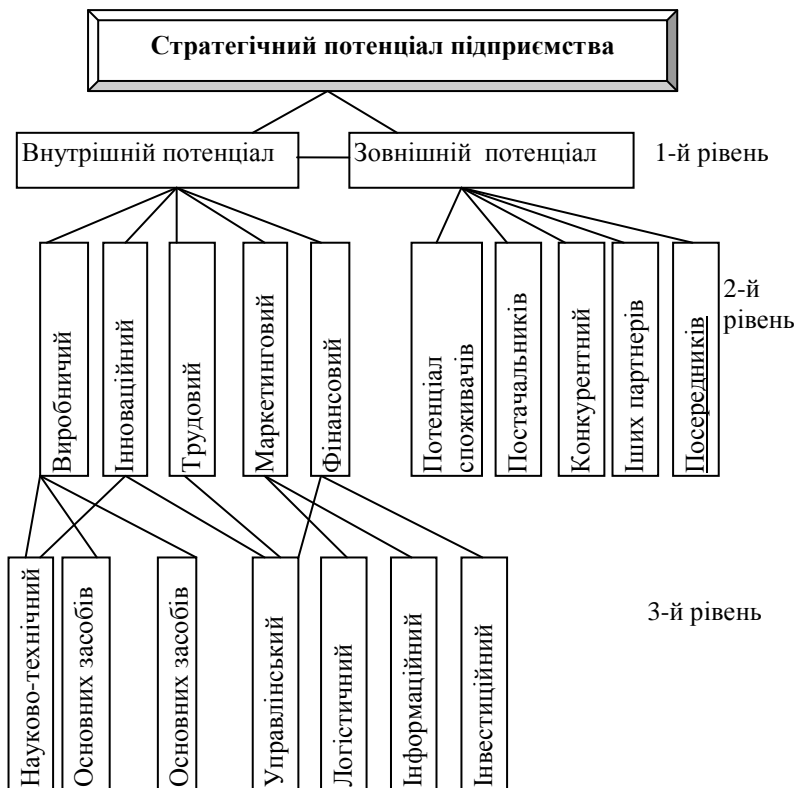 Стратегічний потенціал підприємства
Внутрішній потенціал
Зовнішній потенціал
1-й рівень
Виробничий
Інноваційний
Трудовий
Маркетинговий
Фінансовий
Потенціал
споживачів
Постачальників
Конкурентний
Іших партнерів
Посередників
2-й
рівень
Науково-технічний
Основних засобів
Основних засобів
Управлінський
Логістичний
Інформаційний
Інвестиційний
3-й рівень